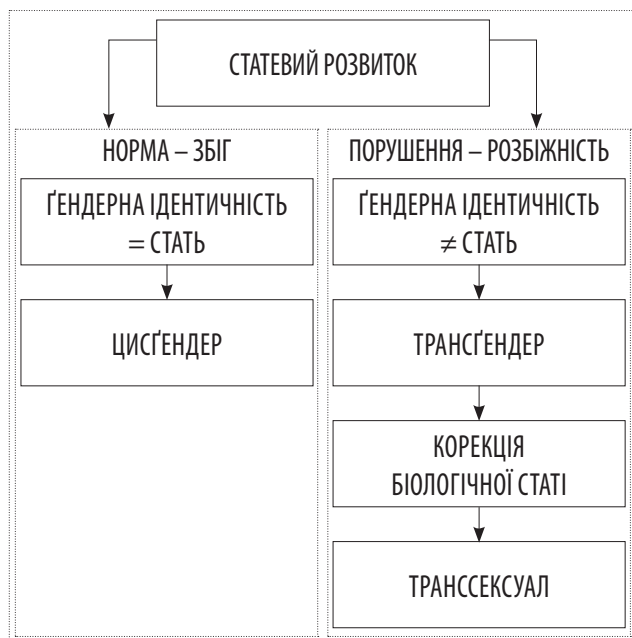 СТАТЕВИЙ РОЗВИТОК
НОРМА – ЗБІГ
ҐЕНДЕРНА ІДЕНТИЧНІСТЬ
= СТАТЬ
ЦИСҐЕНДЕР
ПОРУШЕННЯ – РОЗБІЖНІСТЬ
ҐЕНДЕРНА ІДЕНТИЧНІСТЬ
≠ СТАТЬ
ТРАНСҐЕНДЕР
КОРЕКЦІЯ
БІОЛОГІЧНОЇ СТАТІ
ТРАНССЕКСУАЛ